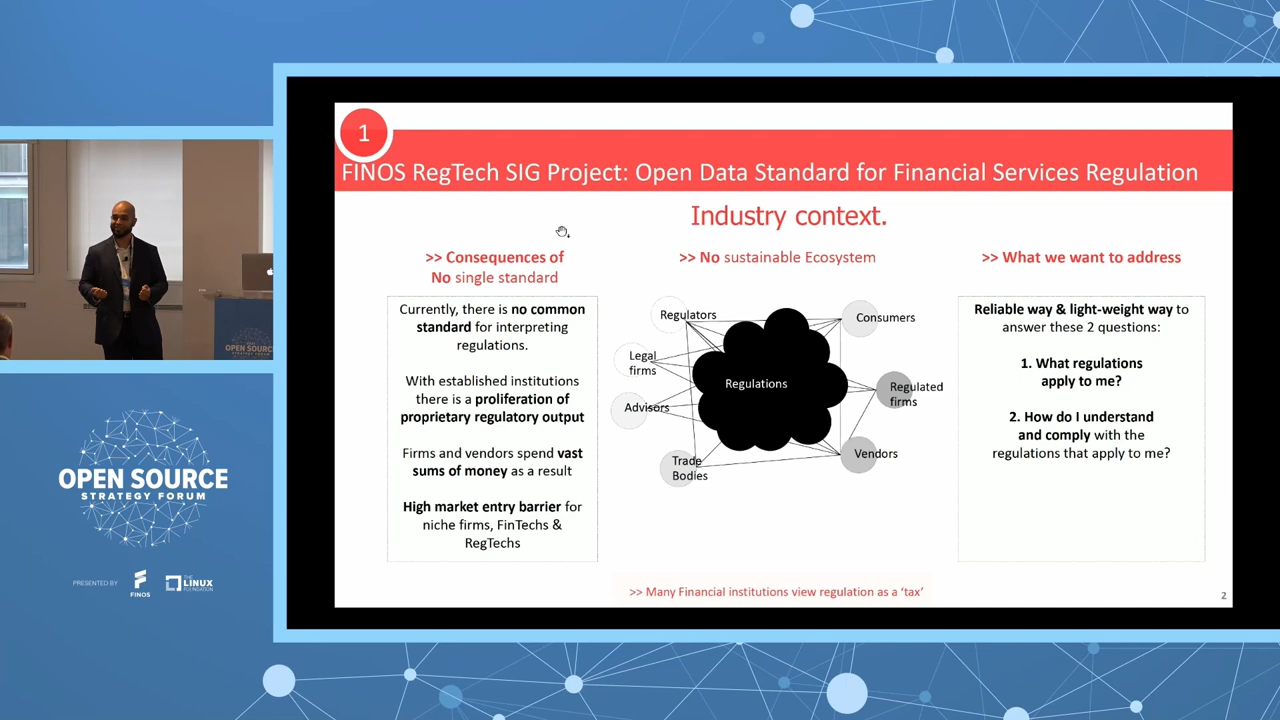 1
FINOS RegTech SIG Project: Open Data Standard for Financial Services Regulation
Industry context.
>> Consequences of
No single standard
Currently, there is no common
standard for interpreting
regulations.
With established institutions
there is a proliferation of
proprietary regulatory output
Firms and vendors spend vast
sums of money as a result
High market entry barrier for
niche firms, FinTechs &
RegTechs
>> No sustainable Ecosystem
Regulators
Consumers
Legal
firms
Regulations
Regulated
firms
Advisors
Trade
Bodies
Vendors
>> What we want to address
Reliable way & light-weight way to
answer these 2 questions:
1. What regulations
apply to me?
2. How do I understand
and comply with the
regulations that apply to me?
>> Many Financial institutions view regulation as a ‘tax’
2
OPEN SOURCE
STRATEGY FORUM
OPEN SOURCE
STRATEGY FORUM
PRESENTED BY
FINOS
THE
LINUX
FOUNDATION